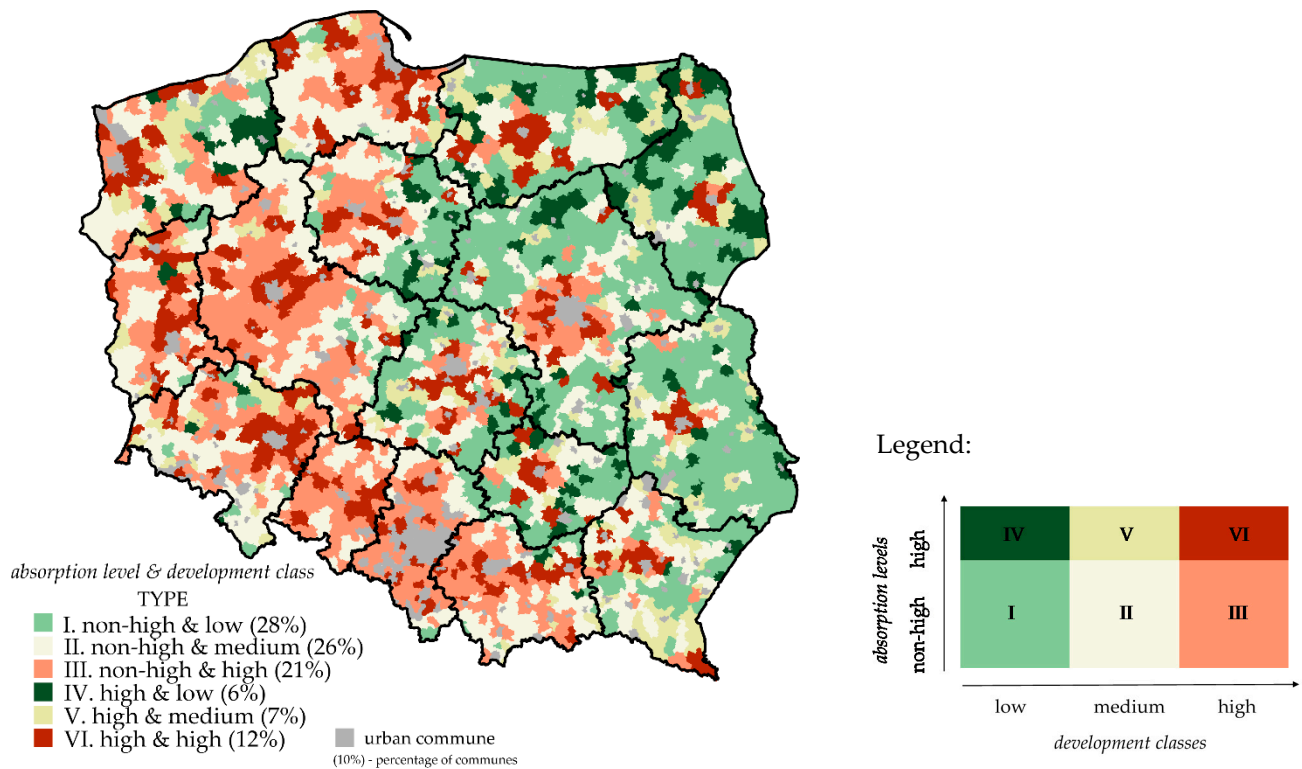 absorption level & development class
TYPE
I. non-high & low (28%)
II. non-high & medium (26%)
III. non-high & high (21%)
IV. high & low (6%)
V. high & medium (7%)
VI. high & high (12%)
urban commune
(10%) - percentage of communes
Legend:
absorption levels
high
non-high
IV
V
VI
I
II
III
low
medium
high
development classes